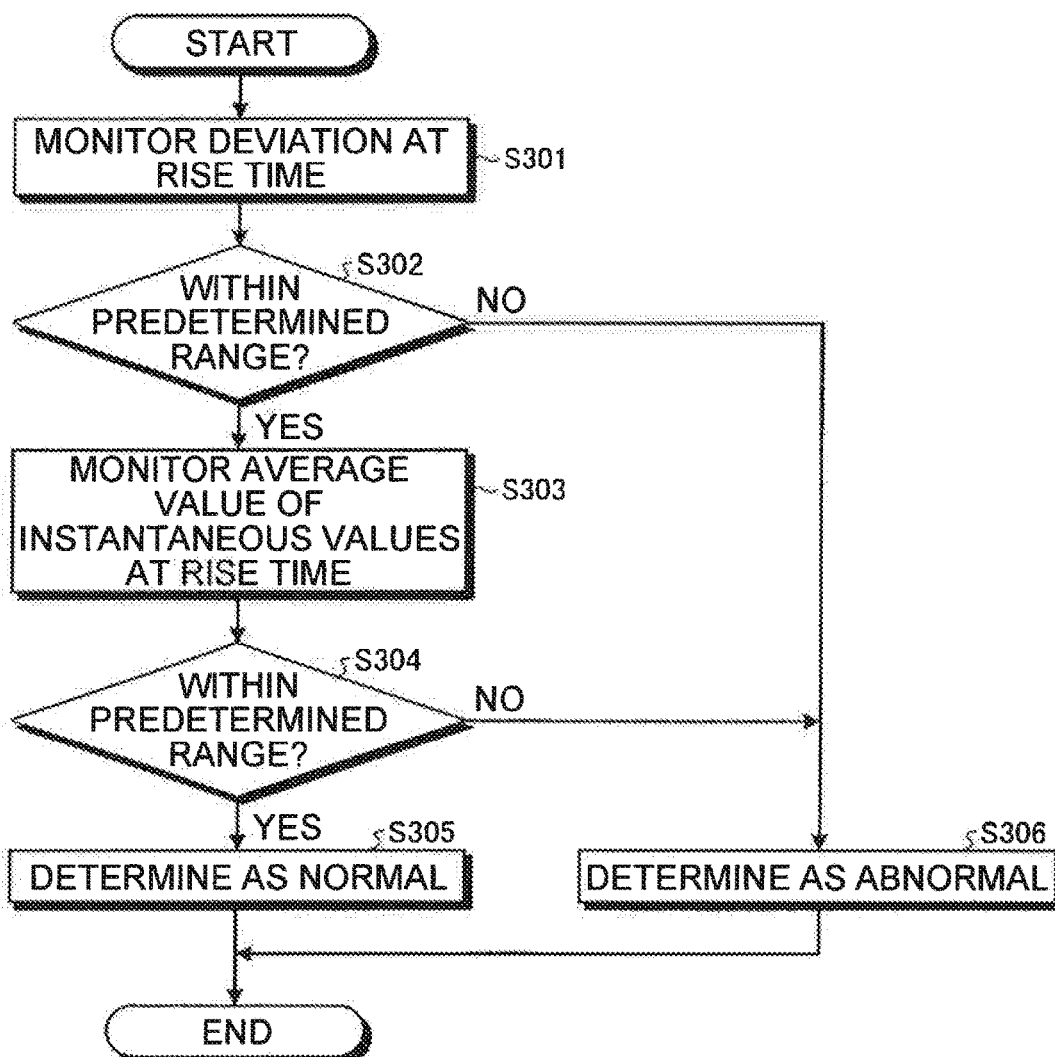 START
MONITOR DEVIATION AT
RISE TIME
S301
S302
WITHIN
PREDETERMINED
RANGE?
NO
YES
MONITOR AVERAGE
VALUE OF
INSTANTANEOUS VALUES
AT RISE TIME
S303
S304
WITHIN
PREDETERMINED
RANGE?
NO
YES
S305
DETERMINE AS NORMAL
S306
DETERMINE AS ABNORMAL
END